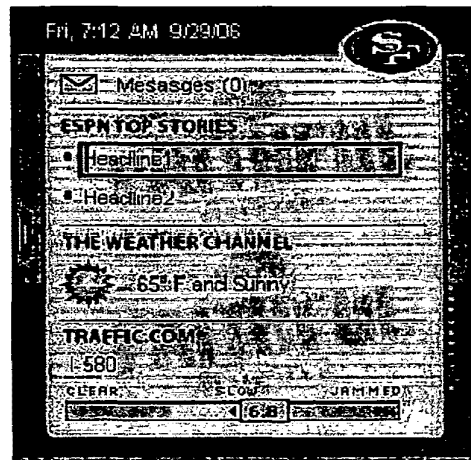 Fri, 7:12 AM 9/29/06
SF
Mesasges (0)
ESPN TOP STORIES
Headline1
Headline2
THE WEATHER CHANNEL
65° F and Sunny
TRAFFIC.COM
I-580
CLEAR SLOW JAMMED
6.8